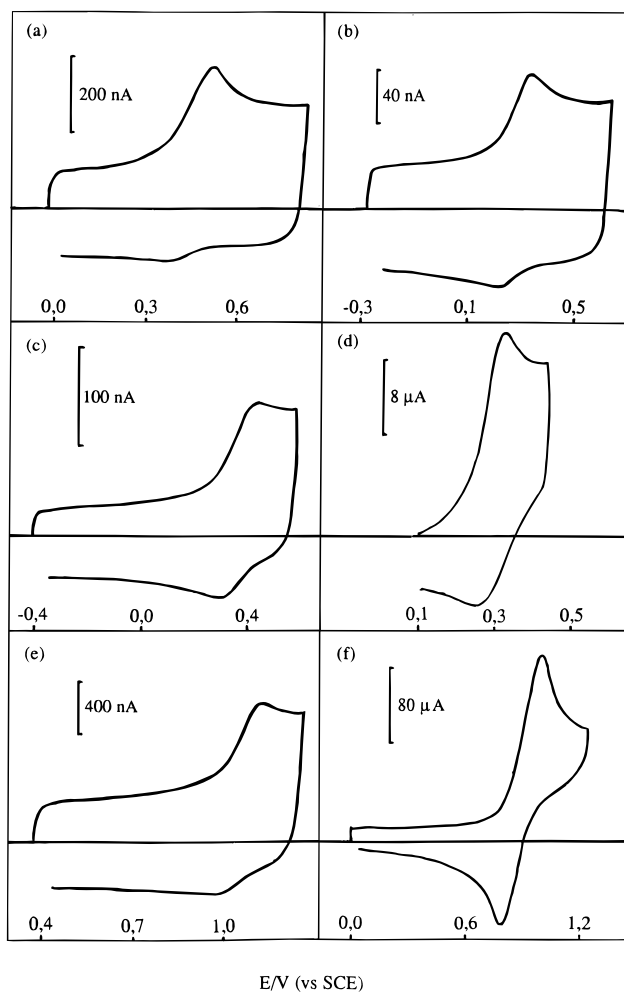 (a)
200 nA
0,0 0,3 0,6
(b)
40 nA
-0,3 0,1 0,5
(c)
100 nA
-0,4 0,0 0,4
(d)
8 μA
0,1 0,3 0,5
(e)
400 nA
0,4 0,7 1,0
(f)
80 μA
0,0 0,6 1,2
E/V (vs SCE)